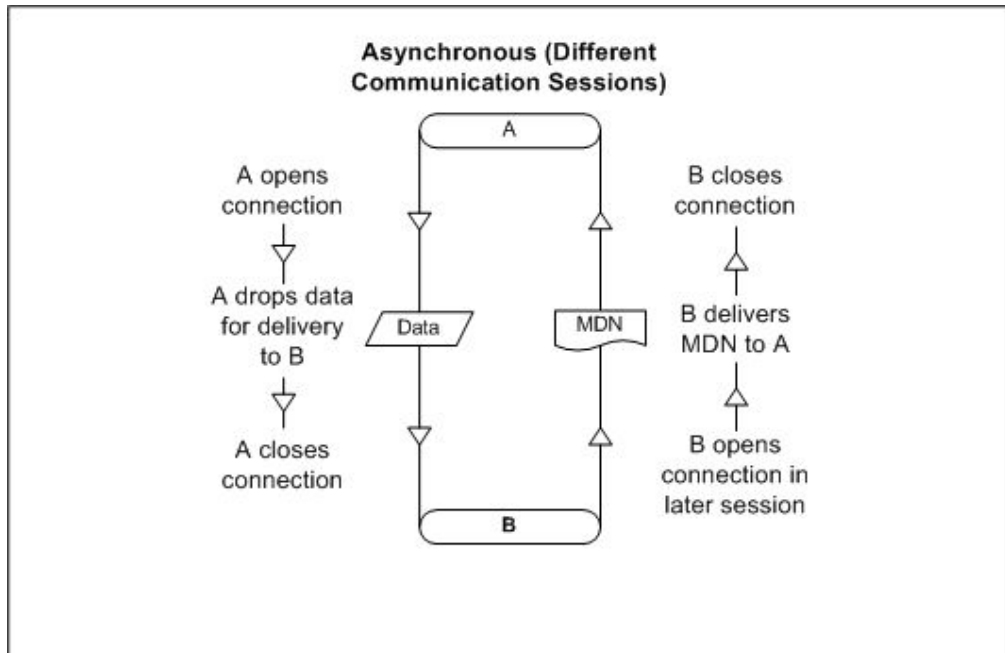 Asynchronous (Different
Communication Sessions)
A
A opens
connection
A drops data
for delivery
to B
A closes
connection
Data
MDN
B closes
connection
B delivers
MDN to A
B opens
connection in
later session
B